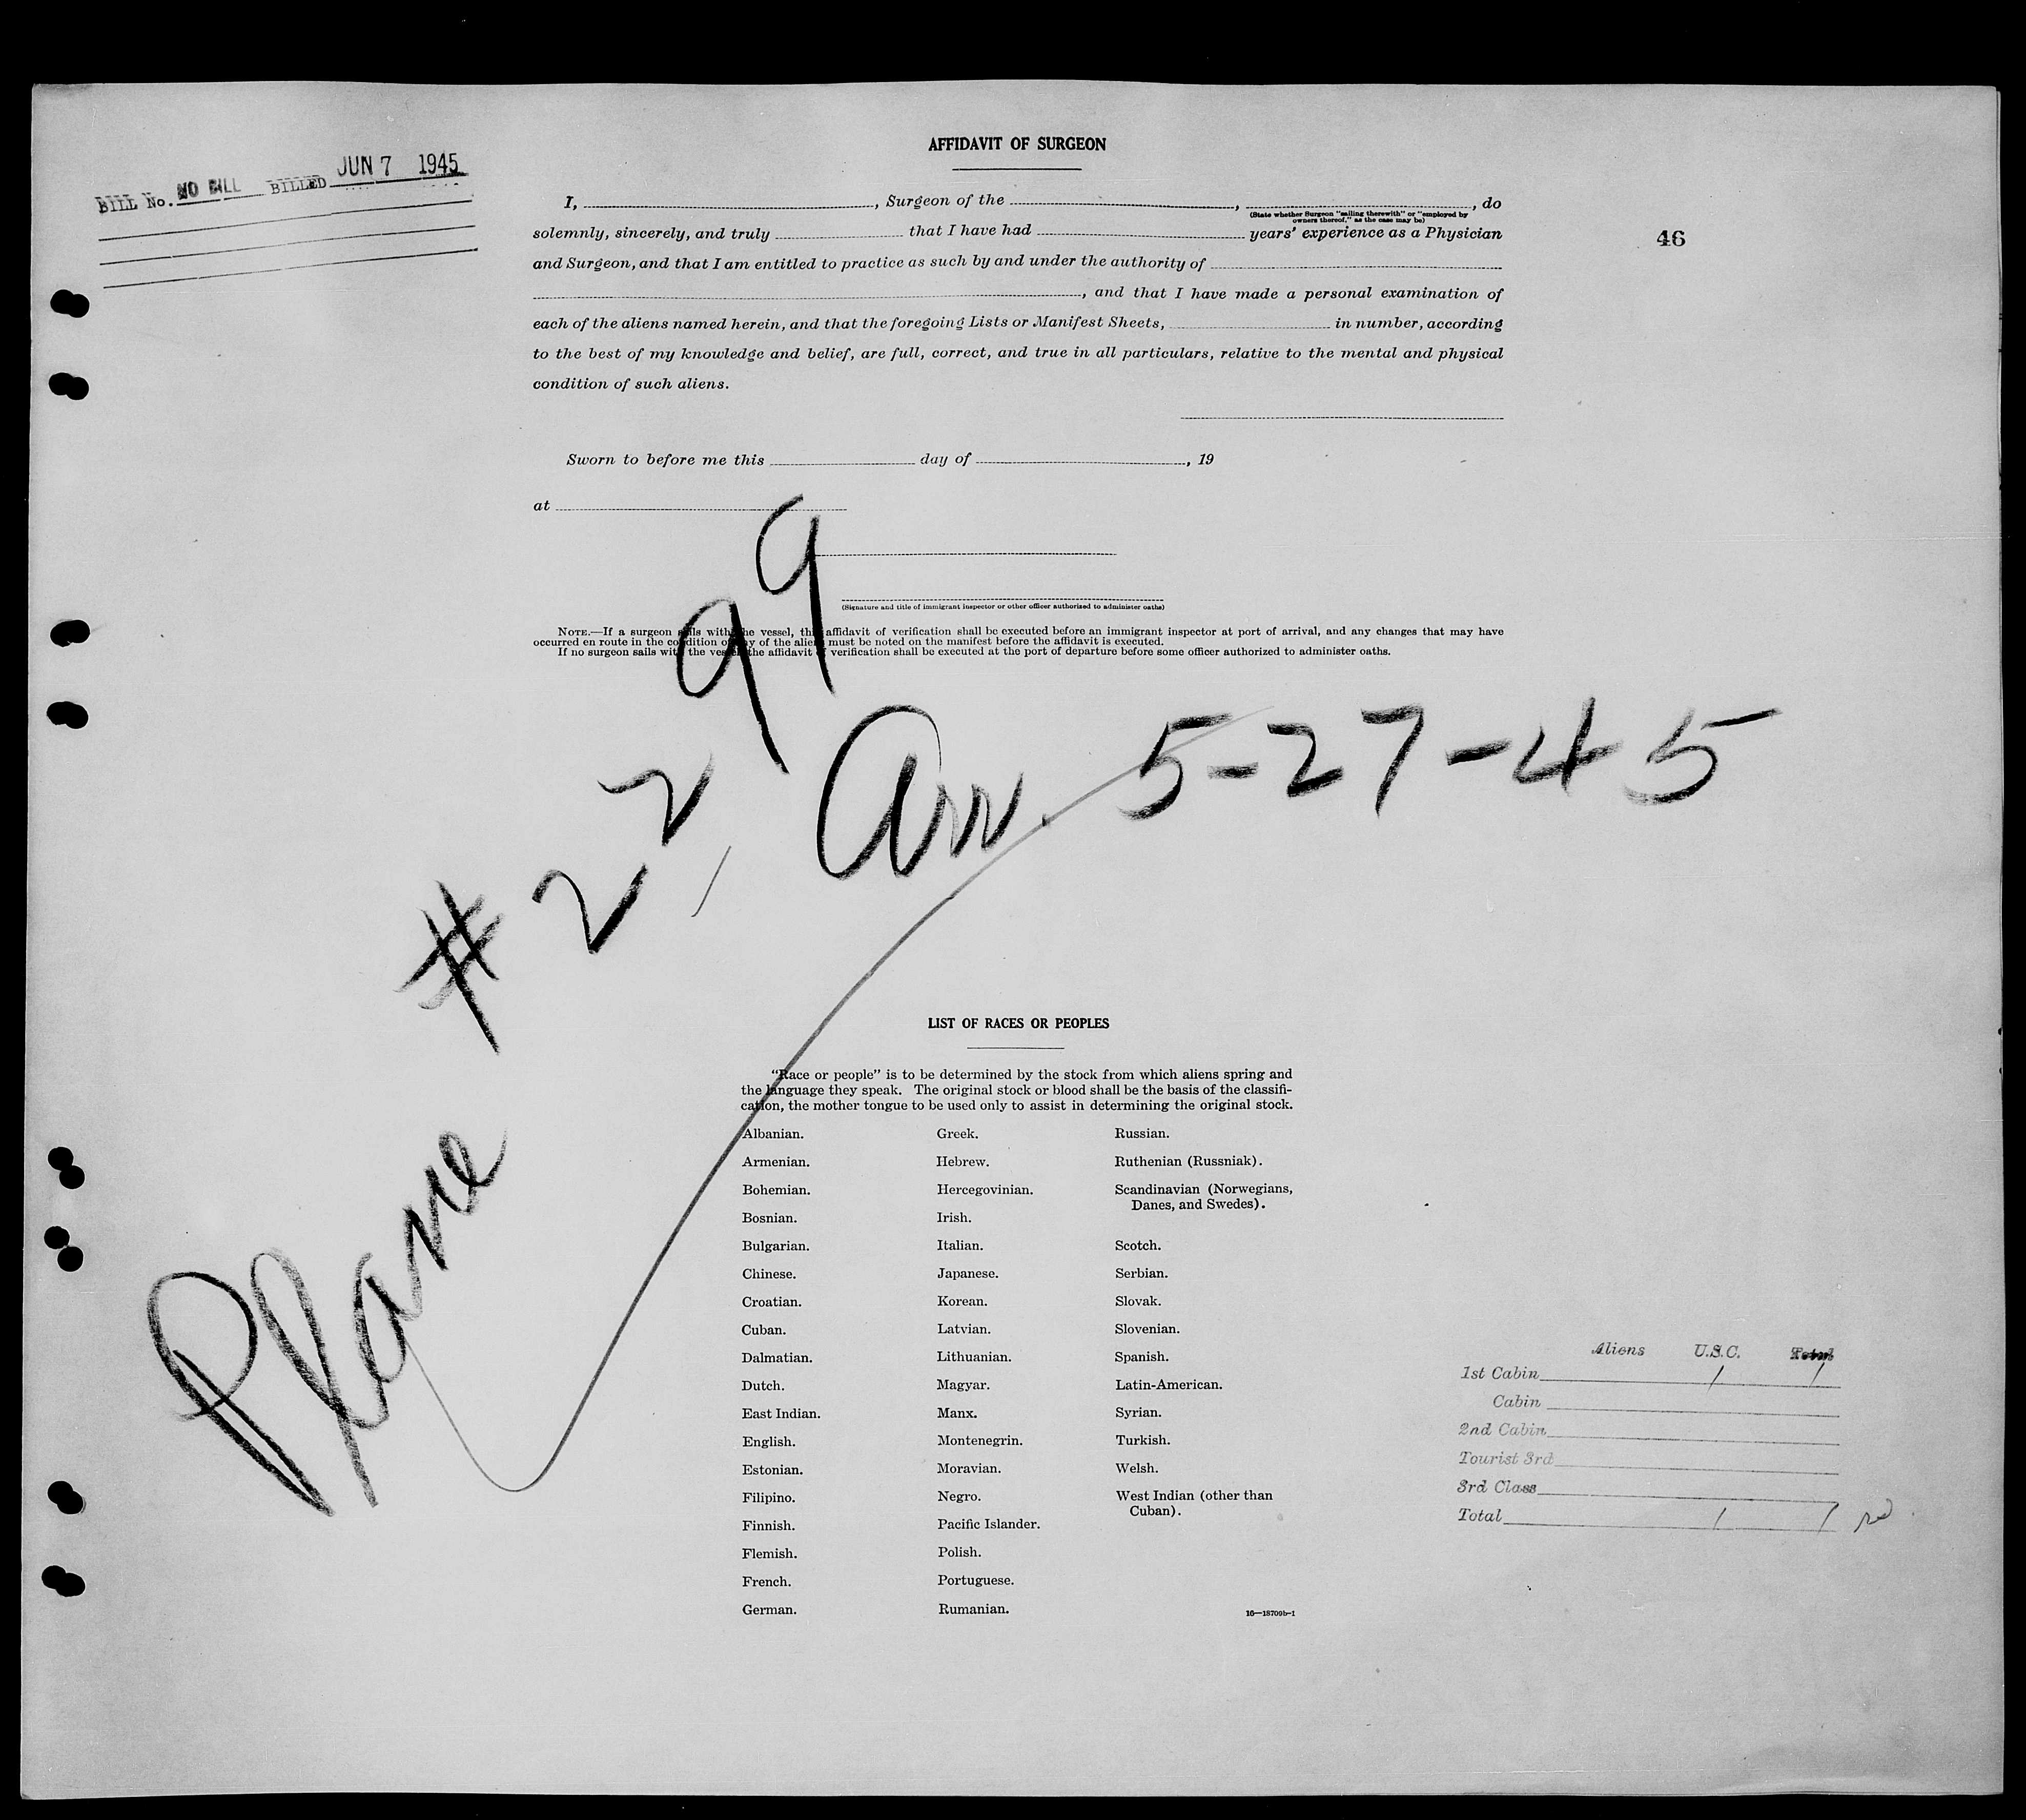 AFFIDAVIT OF SURGEON
BILL No. NO BILL BILLED JUN 7 1945
I, , Surgeon of the , , do
(State whether Surgeon "sailing therewith" or "employed by
owners thereof," as the case may be)
solemnly, sincerely, and truly that I have had years' experience as a Physician
46
and Surgeon, and that I am entitled to practice as such by and under the authority of
, and that I have made a personal examination of
each of the aliens named herein, and that the foregoing Lists or Manifest Sheets, in number, according
to the best of my knowledge and belief, are full, correct, and true in all particulars, relative to the mental and physical
condition of such aliens.
Sworn to before me this day of , 19
at
(Signature and title of immigrant inspector or other officer authorized to administer oaths)
NOTE.—If a surgeon sails with the vessel, this affidavit of verification shall be executed before an immigrant inspector at port of arrival, and any changes that may have
occurred en route in the condition of any of the aliens must be noted on the manifest before the affidavit is executed.
If no surgeon sails with the vessel, the affidavit of verification shall be executed at the port of departure before some officer authorized to administer oaths.
Plane # 2299
Arr. 5-27-45
LIST OF RACES OR PEOPLES
"Race or people" is to be determined by the stock from which aliens spring and
the language they speak. The original stock or blood shall be the basis of the classifi-
cation, the mother tongue to be used only to assist in determining the original stock.
Albanian.
Armenian.
Bohemian.
Bosnian.
Bulgarian.
Chinese.
Croatian.
Cuban.
Dalmatian.
Dutch.
East Indian.
English.
Estonian.
Filipino.
Finnish.
Flemish.
French.
German.
Greek.
Hebrew.
Hercegovinian.
Irish.
Italian.
Japanese.
Korean.
Latvian.
Lithuanian.
Magyar.
Manx.
Montenegrin.
Moravian.
Negro.
Pacific Islander.
Polish.
Portuguese.
Rumanian.
Russian.
Ruthenian (Russniak).
Scandinavian (Norwegians,
Danes, and Swedes).
Scotch.
Serbian.
Slovak.
Slovenian.
Spanish.
Latin-American.
Syrian.
Turkish.
Welsh.
West Indian (other than
Cuban).
16—18709b-1
Aliens U.S.C. Total
1st Cabin 1 1
Cabin
2nd Cabin
Tourist 3rd
3rd Class
Total 1 1